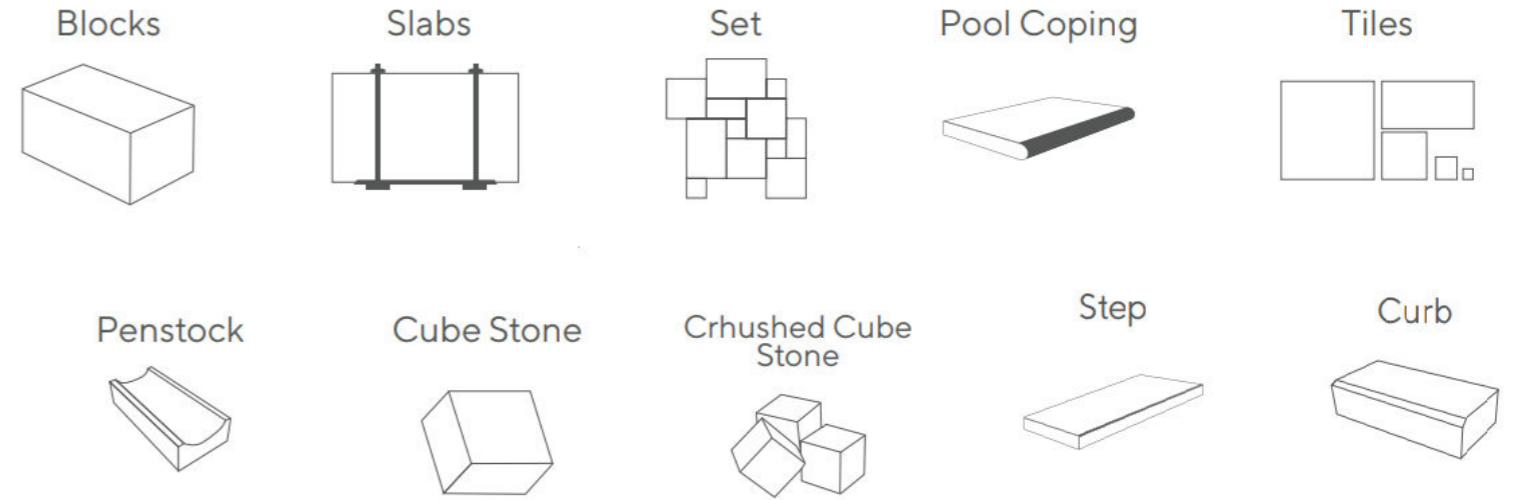 Blocks
Slabs
Set
Pool Coping
Tiles
Penstock
Cube Stone
Crhushed Cube
Stone
Step
Curb